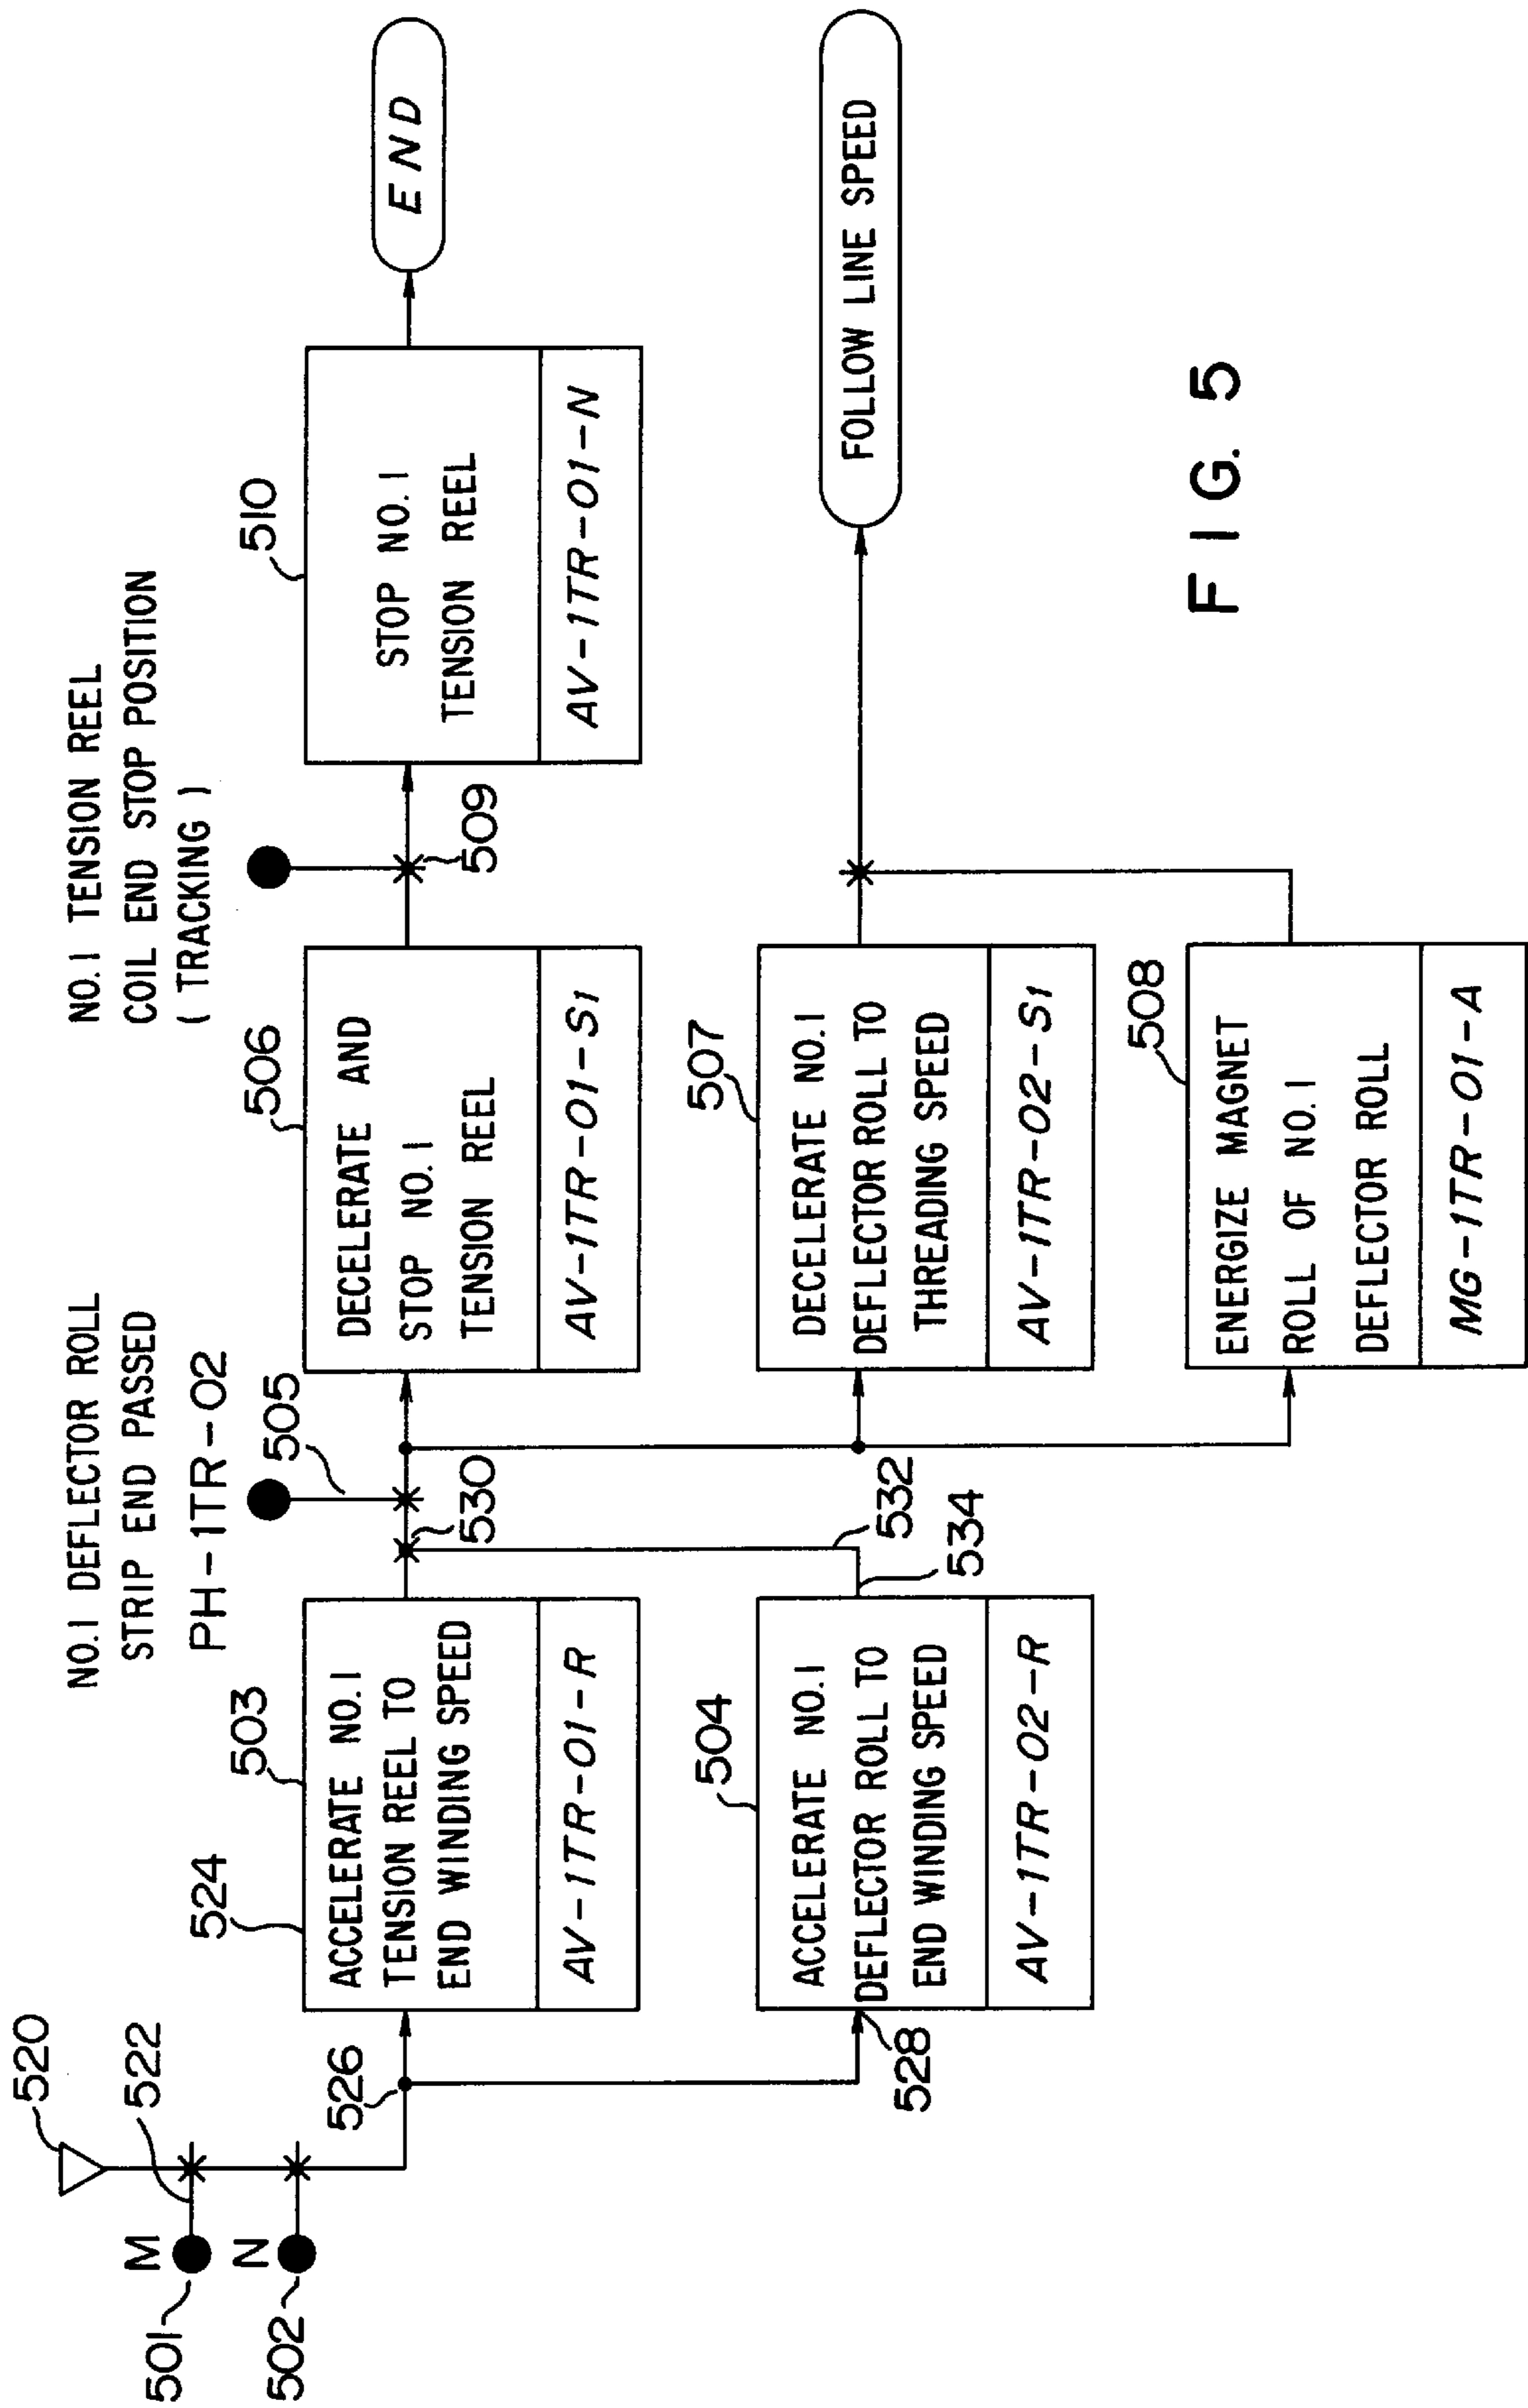 520
522
M
501
N
502
526
528
524
503
ACCELERATE NO.1
TENSION REEL TO
END WINDING SPEED
AV-1TR-01-R
504
ACCELERATE NO.1
DEFLECTOR ROLL TO
END WINDING SPEED
AV-1TR-02-R
NO.1 DEFLECTOR ROLL
STRIP END PASSED
PH-1TR-02
505
530
532
534
506
DECELERATE AND
STOP NO.1
TENSION REEL
AV-1TR-01-S1
507
DECELERATE NO.1
DEFLECTOR ROLL TO
THREADING SPEED
AV-1TR-02-S1
508
ENERGIZE MAGNET
ROLL OF NO.1
DEFLECTOR ROLL
MG-1TR-01-A
NO.1 TENSION REEL
COIL END STOP POSITION
( TRACKING )
509
510
STOP NO.1
TENSION REEL
AV-1TR-01-N
END
FOLLOW LINE SPEED
FIG. 5